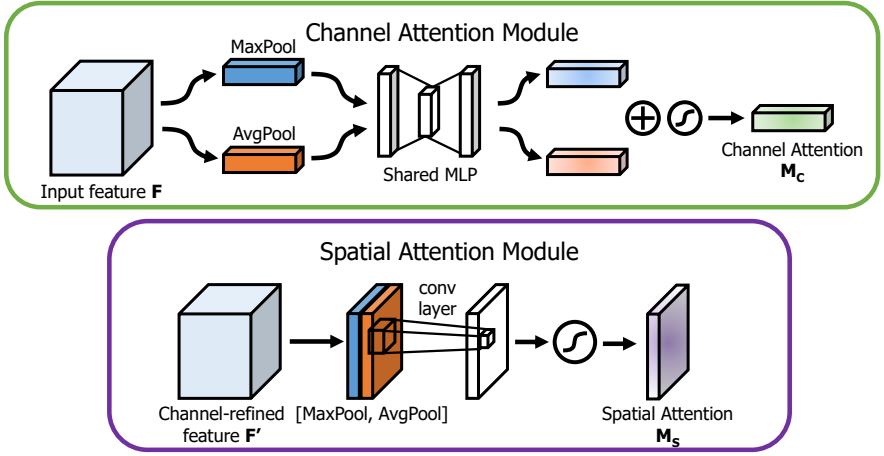 Channel Attention Module
MaxPool
AvgPool
Input feature F
Shared MLP
Channel Attention
Mc
Spatial Attention Module
conv
layer
Channel-refined
feature F'
[MaxPool, AvgPool]
Spatial Attention
Ms